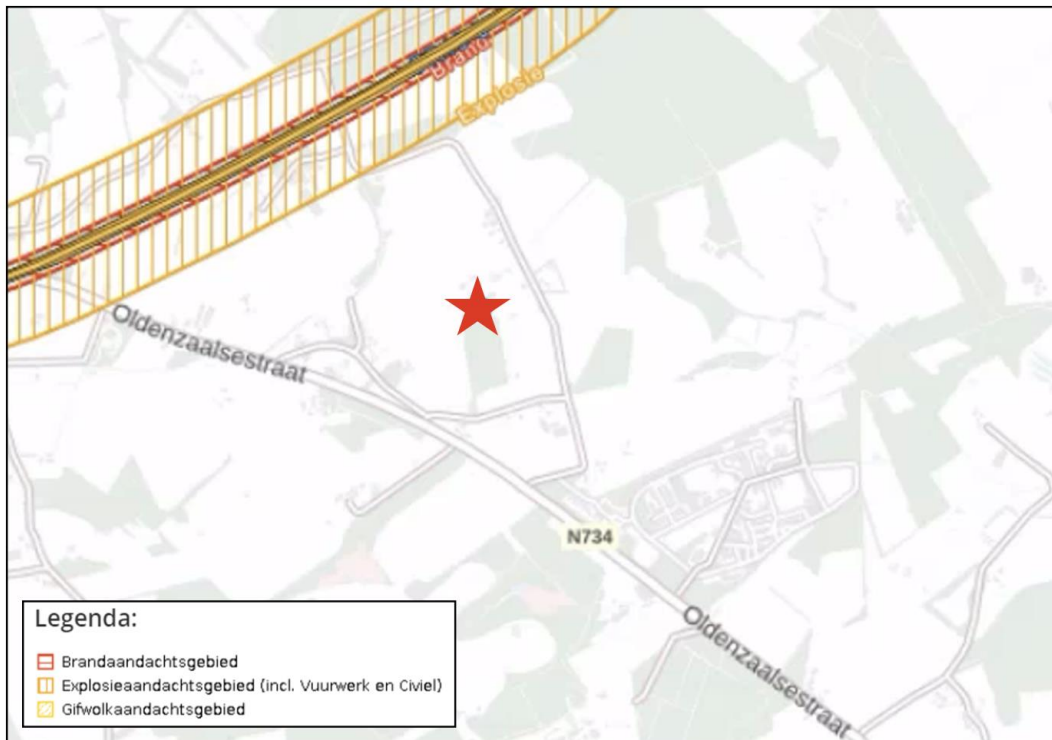 Brand
Explosie
Oldenzaalsestraat
N734
Oldenzaalsestraat
Legenda:
Brandaandachtsgebied
Explosieaandachtsgebied (incl. Vuurwerk en Civiel)
Gifwolkaandachtsgebied